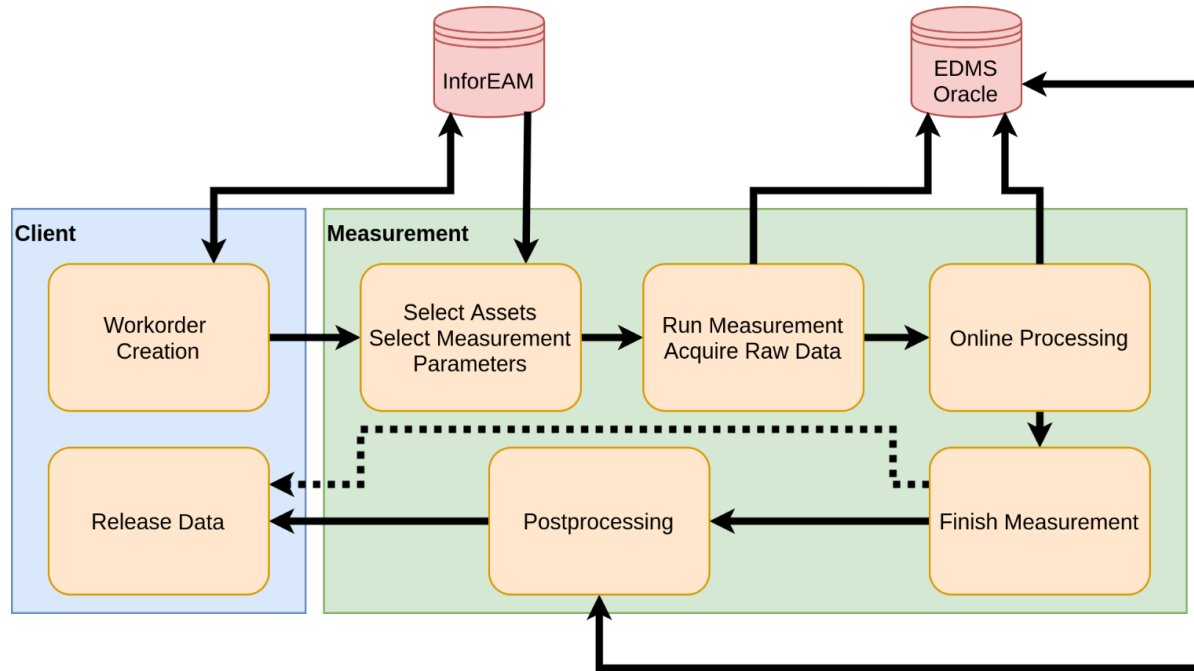 InforEAM
EDMS
Oracle
Client
Measurement
Workorder
Creation
Select Assets
Select Measurement
Parameters
Run Measurement
Acquire Raw Data
Online Processing
Release Data
Postprocessing
Finish Measurement